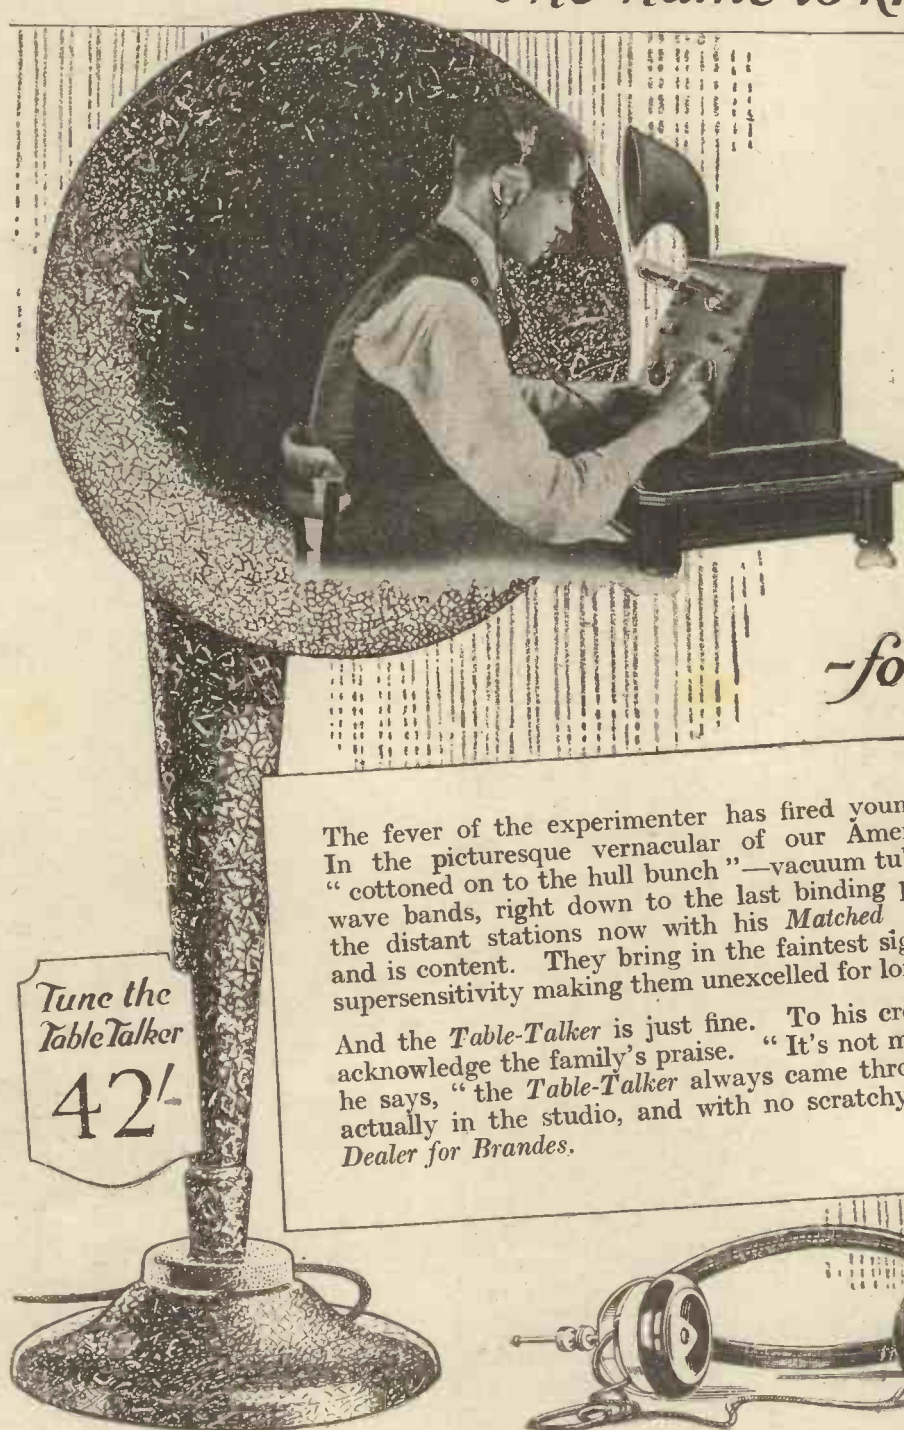 -fo
The fever of the experimenter has fired youn
In the picturesque vernacular of our Amer
" cottoned on to the hull bunch "—vacuum tub
wave bands, right down to the last binding p
the distant stations now with his Matched
and is content. They bring in the faintest sig
supersensitivity making them unexcelled for lon
And the Table-Talker is just fine. To his cre
acknowledge the family's praise. " It's not m
he says, " the Table-Talker always came thro
actually in the studio, and with no scratchy
Dealer for Brandes.
Tune the
Table Talker
42/-